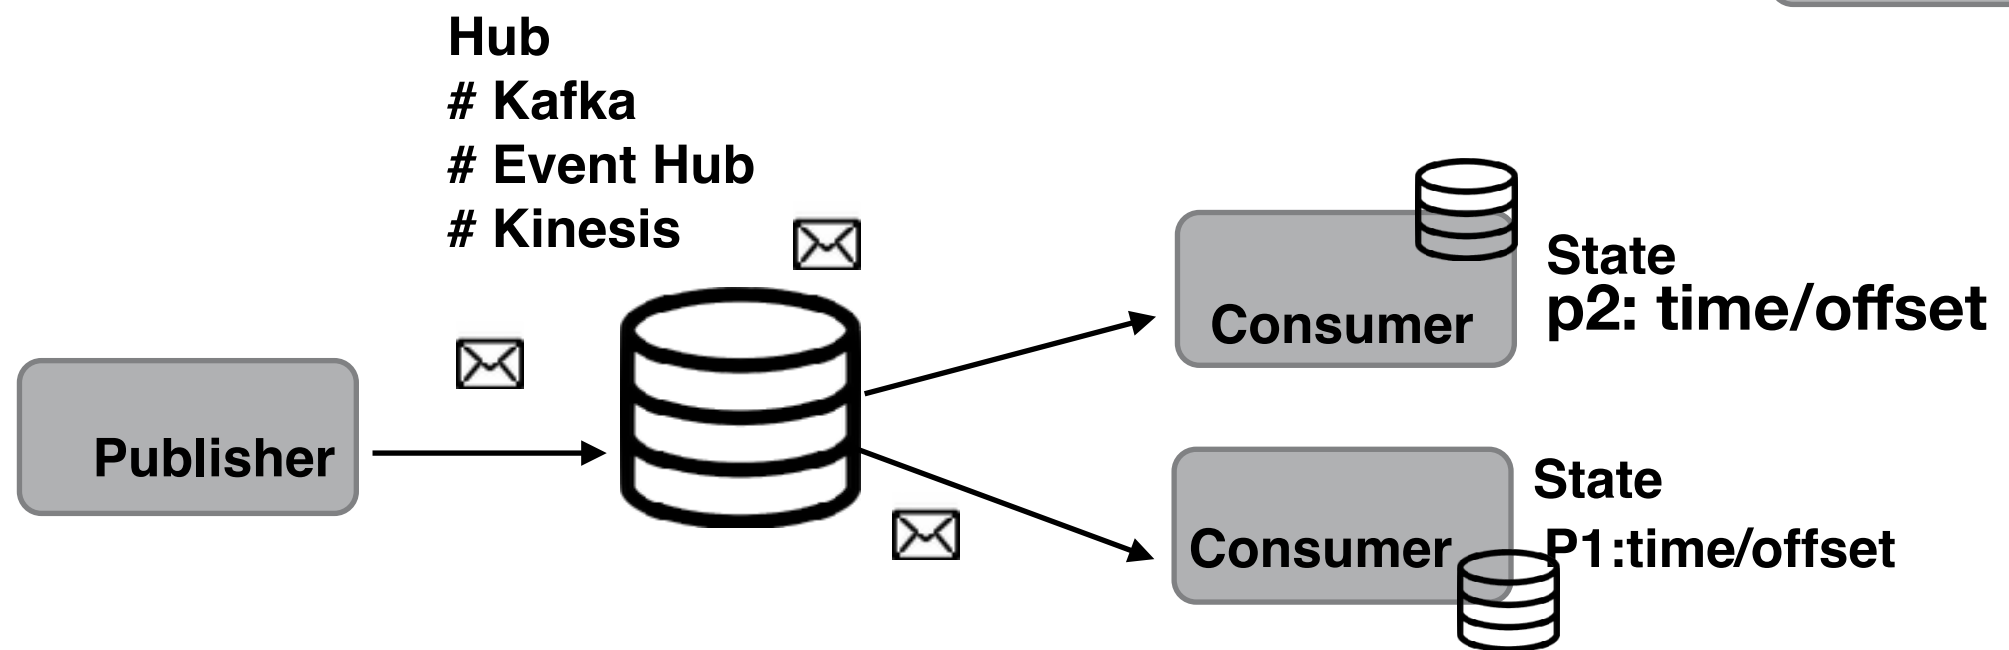 Hub
# Kafka
# Event Hub
# Kinesis
Publisher
Consumer
State
p2: time/offset
Consumer
State
P1:time/offset